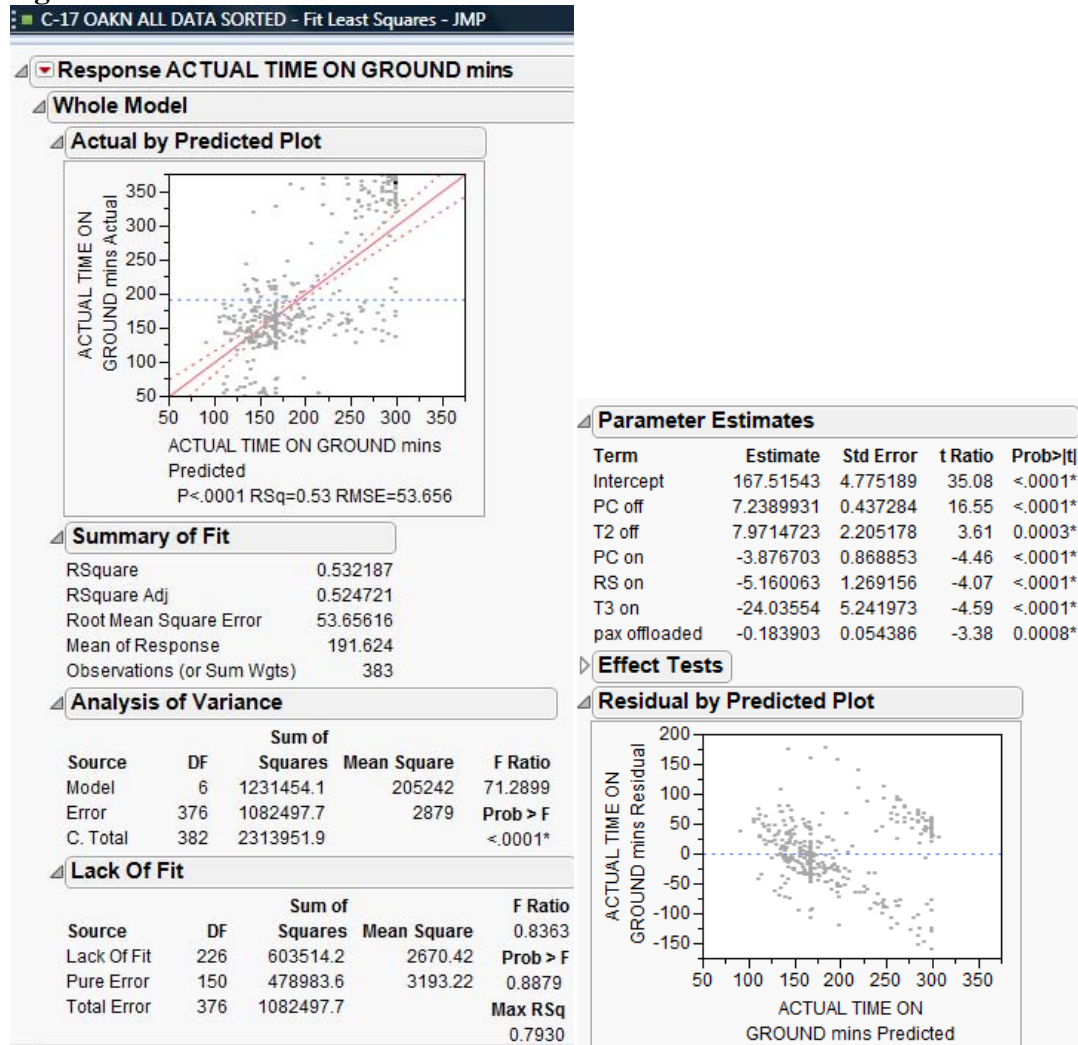 C-17 OAKN ALL DATA SORTED - Fit Least Squares - JMP
Response ACTUAL TIME ON GROUND mins
Whole Model
Actual by Predicted Plot
ACTUAL TIME ON
GROUND mins Actual
350
300
250
200
150
100
50
50 100 150 200 250 300 350
ACTUAL TIME ON GROUND mins
Predicted
P<.0001 RSq=0.53 RMSE=53.656
Summary of Fit
RSquare 0.532187
RSquare Adj 0.524721
Root Mean Square Error 53.65616
Mean of Response 191.624
Observations (or Sum Wgts) 383
Analysis of Variance
Sum of
Source DF Squares Mean Square F Ratio
Model 6 1231454.1 205242 71.2899
Error 376 1082497.7 2879 Prob > F
C. Total 382 2313951.9 <.0001*
Lack Of Fit
Sum of F Ratio
Source DF Squares Mean Square 0.8363
Lack Of Fit 226 603514.2 2670.42 Prob > F
Pure Error 150 478983.6 3193.22 0.8879
Total Error 376 1082497.7 Max RSq
0.7930
Parameter Estimates
Term Estimate Std Error t Ratio Prob>|t|
Intercept 167.51543 4.775189 35.08 <.0001*
PC off 7.2389931 0.437284 16.55 <.0001*
T2 off 7.9714723 2.205178 3.61 0.0003*
PC on -3.876703 0.868853 -4.46 <.0001*
RS on -5.160063 1.269156 -4.07 <.0001*
T3 on -24.03554 5.241973 -4.59 <.0001*
pax offloaded -0.183903 0.054386 -3.38 0.0008*
Effect Tests
Residual by Predicted Plot
ACTUAL TIME ON
GROUND mins Residual
200
150
100
50
0
-50
-100
-150
50 100 150 200 250 300 350
ACTUAL TIME ON
GROUND mins Predicted